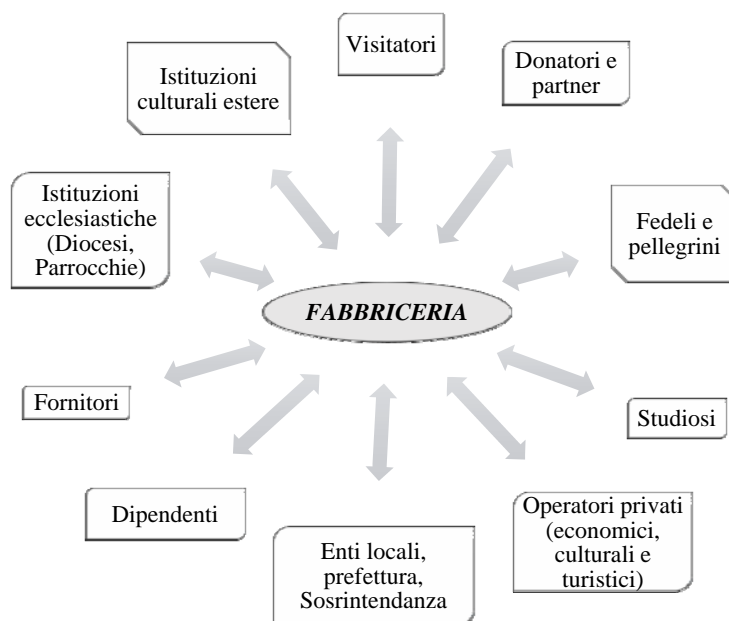 Visitatori
Donatori e
partner
Istituzioni
culturali estere
Istituzioni
ecclesiastiche
(Diocesi,
Parrocchie)
Fedeli e
pellegrini
FABBRICERIA
Fornitori
Studiosi
Dipendenti
Operatori privati
(economici,
culturali e
turistici)
Enti locali,
prefettura,
Sosrintendanza